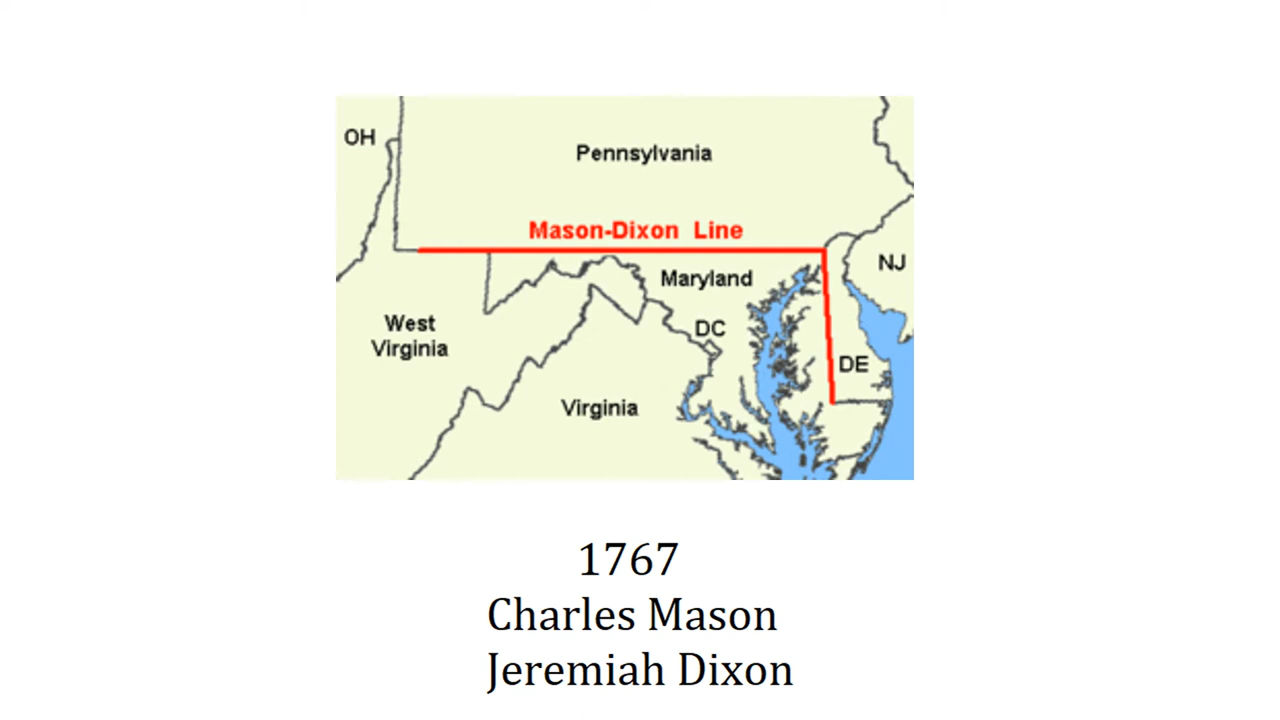 OH
Pennsylvania
Mason-Dixon Line
NJ
Maryland
West
Virginia
DC
DE
Virginia
1767
Charles Mason
Jeremiah Dixon